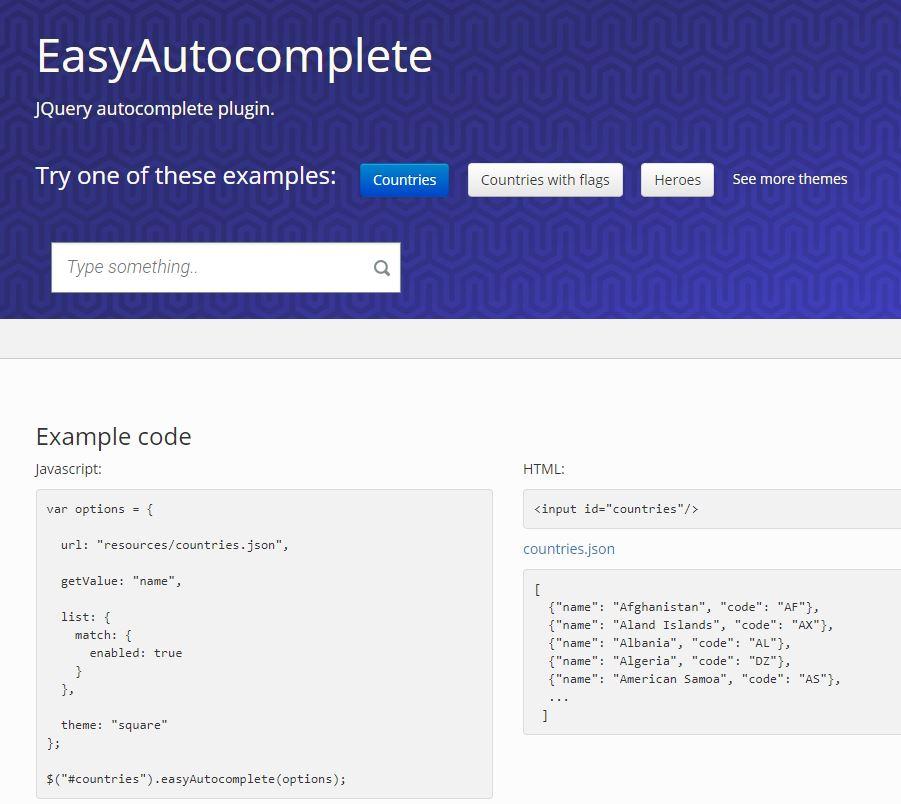 EasyAutocomplete
JQuery autocomplete plugin.
Try one of these examples: Countries Countries with flags Heroes See more themes
Type something..
Example code
Javascript:
var options = {
url: "resources/countries.json",
getValue: "name",
list: {
match: {
enabled: true
}
},
theme: "square"
};
$("#countries").easyAutocomplete(options);
HTML:
<input id="countries"/>
countries.json
[
{"name": "Afghanistan", "code": "AF"},
{"name": "Aland Islands", "code": "AX"},
{"name": "Albania", "code": "AL"},
{"name": "Algeria", "code": "DZ"},
{"name": "American Samoa", "code": "AS"},
...
]